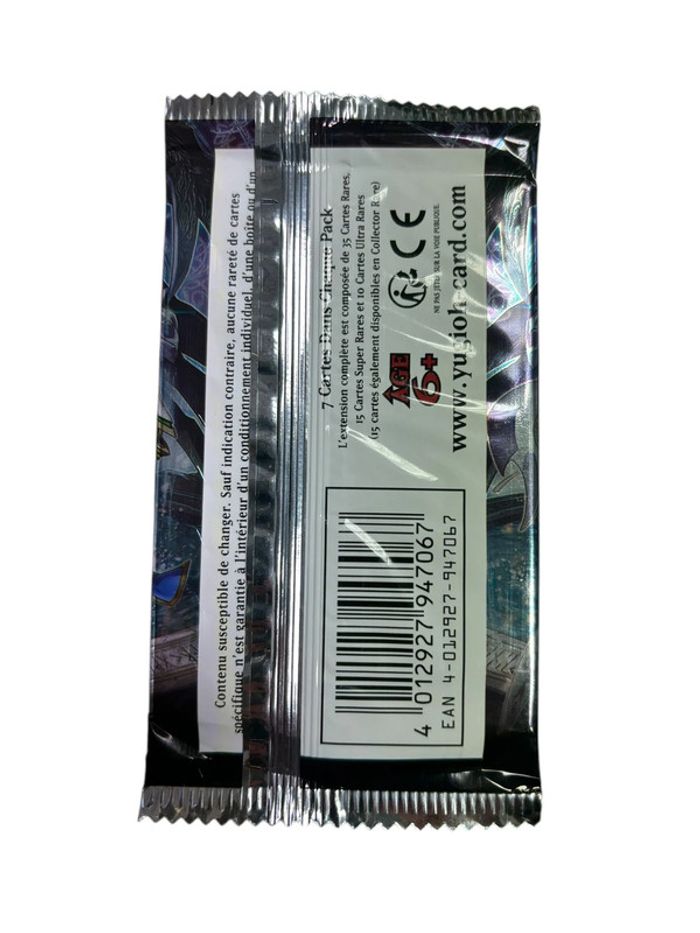 Contenu susceptible de changer. Sauf indication contraire, aucune rareté de cartes
spécifique n'est garantie à l'intérieur d'un conditionnement individuel, d'une boîte ou d'un
7 Cartes Dans Chaque Pack
L'extension complète est composée de 35 Cartes Rares,
15 Cartes Super Rares et 10 Cartes Ultra Rares
(15 cartes également disponibles en Collector Rare)
ÂGE
6+
CE
NE PAS JETER SUR LA VOIE PUBLIQUE.
www.yugioh-card.com
4 012927 947067
EAN 4-012927-947067